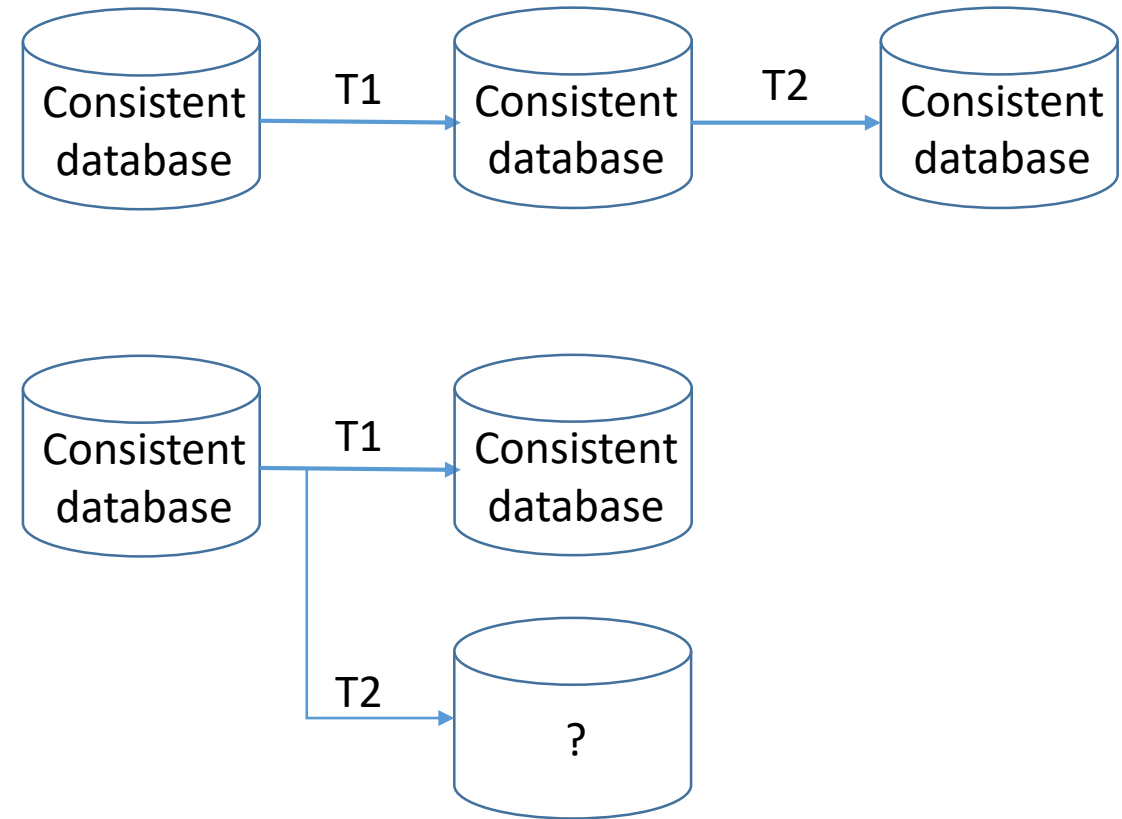 T1
T2
Consistent
database
Consistent
database
Consistent
database
T1
Consistent
database
Consistent
database
T2
?